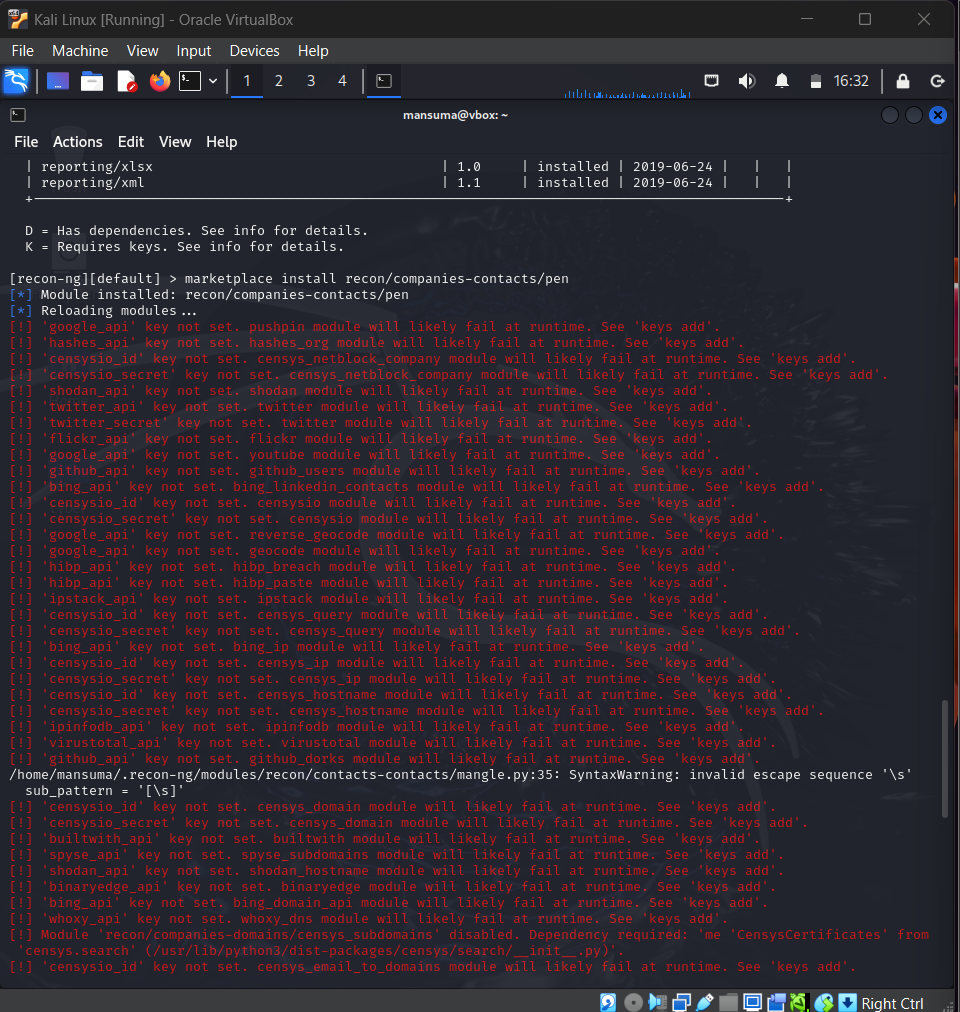 Kali Linux [Running] - Oracle VirtualBox
File Machine View Input Devices Help
1 2 3 4 16:32
mansuma@vbox: ~
File Actions Edit View Help
| reporting/xlsx | 1.0 | installed | 2019-06-24 | | |
| reporting/xml | 1.1 | installed | 2019-06-24 | | |
+---------------------------------------------------------------------------------------------+
D = Has dependencies. See info for details.
K = Requires keys. See info for details.
[recon-ng][default] > marketplace install recon/companies-contacts/pen
[*] Module installed: recon/companies-contacts/pen
[*] Reloading modules...
[!] 'google_api' key not set. pushpin module will likely fail at runtime. See 'keys add'.
[!] 'hashes_api' key not set. hashes_org module will likely fail at runtime. See 'keys add'.
[!] 'censysio_id' key not set. censys_netblock_company module will likely fail at runtime. See 'keys add'.
[!] 'censysio_secret' key not set. censys_netblock_company module will likely fail at runtime. See 'keys add'.
[!] 'shodan_api' key not set. shodan module will likely fail at runtime. See 'keys add'.
[!] 'twitter_api' key not set. twitter module will likely fail at runtime. See 'keys add'.
[!] 'twitter_secret' key not set. twitter module will likely fail at runtime. See 'keys add'.
[!] 'flickr_api' key not set. flickr module will likely fail at runtime. See 'keys add'.
[!] 'google_api' key not set. youtube module will likely fail at runtime. See 'keys add'.
[!] 'github_api' key not set. github_users module will likely fail at runtime. See 'keys add'.
[!] 'bing_api' key not set. bing_linkedin_contacts module will likely fail at runtime. See 'keys add'.
[!] 'censysio_id' key not set. censysio module will likely fail at runtime. See 'keys add'.
[!] 'censysio_secret' key not set. censysio module will likely fail at runtime. See 'keys add'.
[!] 'google_api' key not set. reverse_geocode module will likely fail at runtime. See 'keys add'.
[!] 'google_api' key not set. geocode module will likely fail at runtime. See 'keys add'.
[!] 'hibp_api' key not set. hibp_breach module will likely fail at runtime. See 'keys add'.
[!] 'hibp_api' key not set. hibp_paste module will likely fail at runtime. See 'keys add'.
[!] 'ipstack_api' key not set. ipstack module will likely fail at runtime. See 'keys add'.
[!] 'censysio_id' key not set. censys_query module will likely fail at runtime. See 'keys add'.
[!] 'censysio_secret' key not set. censys_query module will likely fail at runtime. See 'keys add'.
[!] 'bing_api' key not set. bing_ip module will likely fail at runtime. See 'keys add'.
[!] 'censysio_id' key not set. censys_ip module will likely fail at runtime. See 'keys add'.
[!] 'censysio_secret' key not set. censys_ip module will likely fail at runtime. See 'keys add'.
[!] 'censysio_id' key not set. censys_hostname module will likely fail at runtime. See 'keys add'.
[!] 'censysio_secret' key not set. censys_hostname module will likely fail at runtime. See 'keys add'.
[!] 'ipinfodb_api' key not set. ipinfodb module will likely fail at runtime. See 'keys add'.
[!] 'virustotal_api' key not set. virustotal module will likely fail at runtime. See 'keys add'.
[!] 'github_api' key not set. github_dorks module will likely fail at runtime. See 'keys add'.
/home/mansuma/.recon-ng/modules/recon/contacts-contacts/mangle.py:35: SyntaxWarning: invalid escape sequence '\s'
sub_pattern = '[\s]'
[!] 'censysio_id' key not set. censys_domain module will likely fail at runtime. See 'keys add'.
[!] 'censysio_secret' key not set. censys_domain module will likely fail at runtime. See 'keys add'.
[!] 'builtwith_api' key not set. builtwith module will likely fail at runtime. See 'keys add'.
[!] 'spyse_api' key not set. spyse_subdomains module will likely fail at runtime. See 'keys add'.
[!] 'shodan_api' key not set. shodan_hostname module will likely fail at runtime. See 'keys add'.
[!] 'binaryedge_api' key not set. binaryedge module will likely fail at runtime. See 'keys add'.
[!] 'bing_api' key not set. bing_domain_api module will likely fail at runtime. See 'keys add'.
[!] 'whoxy_api' key not set. whoxy_dns module will likely fail at runtime. See 'keys add'.
[!] Module 'recon/companies-domains/censys_subdomains' disabled. Dependency required: 'me 'CensysCertificates' from
'censys.search' (/usr/lib/python3/dist-packages/censys/search/__init__.py)'.
[!] 'censysio_id' key not set. censys_email_to_domains module will likely fail at runtime. See 'keys add'.
Right Ctrl